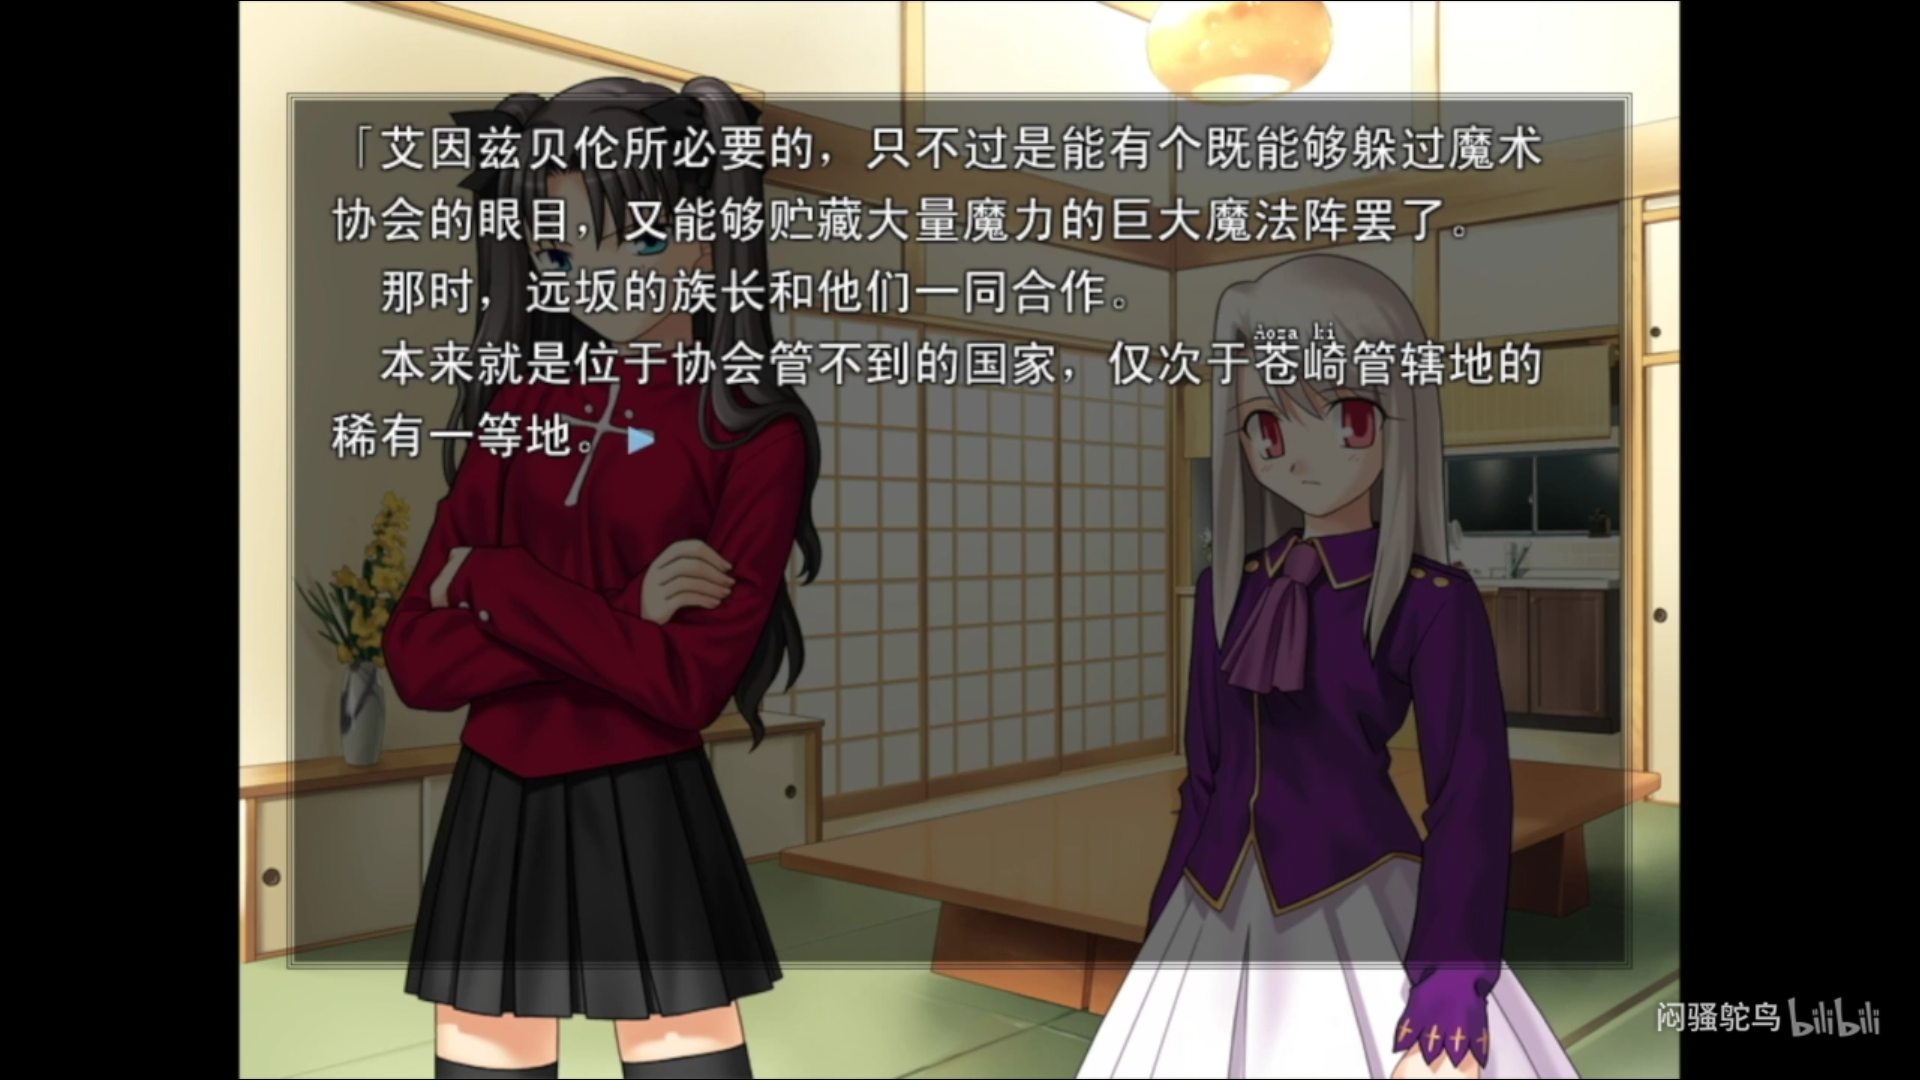 「艾因兹贝伦所必要的，只不过是能有个既能够躲过魔术
协会的眼目，又能够贮藏大量魔力的巨大魔法阵罢了。
那时，远坂的族长和他们一同合作。
Aoza ki
本来就是位于协会管不到的国家，仅次于苍崎管辖地的
稀有一等地。
闷骚鸵鸟 bilibili